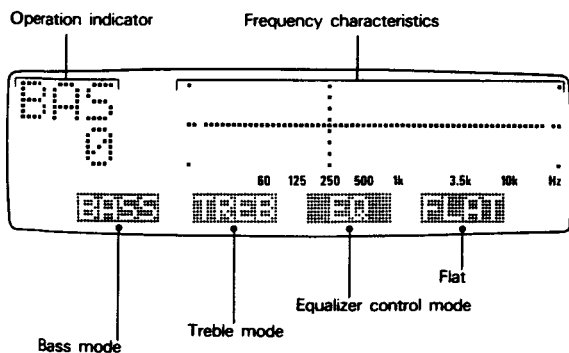 Operation indicator
Frequency characteristics
BAS
0
60 125 250 500 1k 3.5k 10k Hz
BASS TREB EQ FLAT
Flat
Equalizer control mode
Treble mode
Bass mode